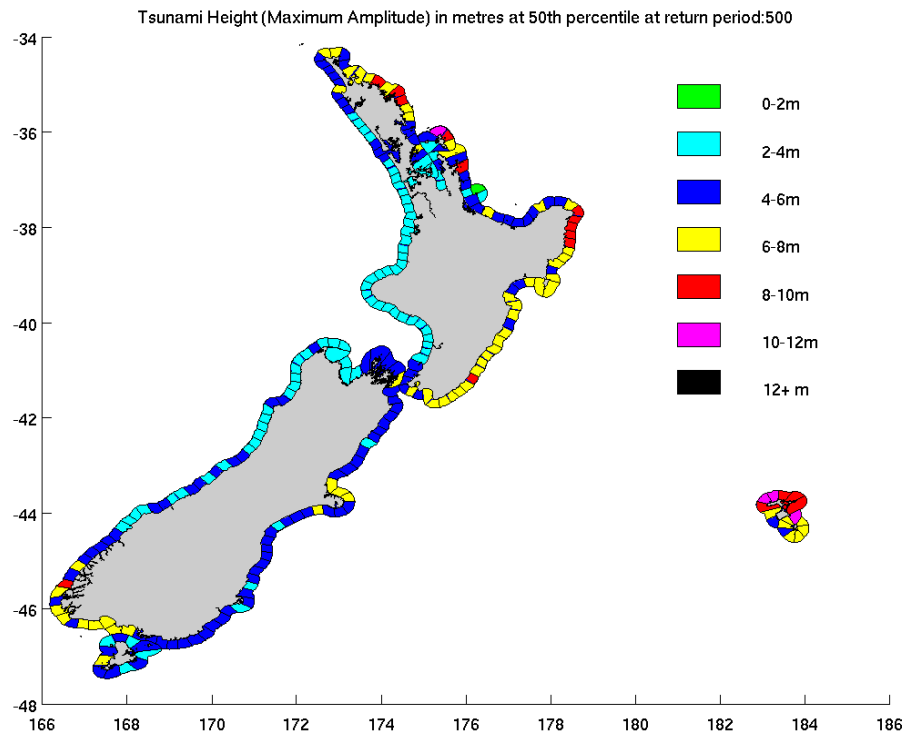 Tsunami Height (Maximum Amplitude) in metres at 50th percentile at return period:500
-34
-36
-38
-40
-42
-44
-46
-48
0-2m
2-4m
4-6m
6-8m
8-10m
10-12m
12+ m
166 168 170 172 174 176 178 180 182 184 186